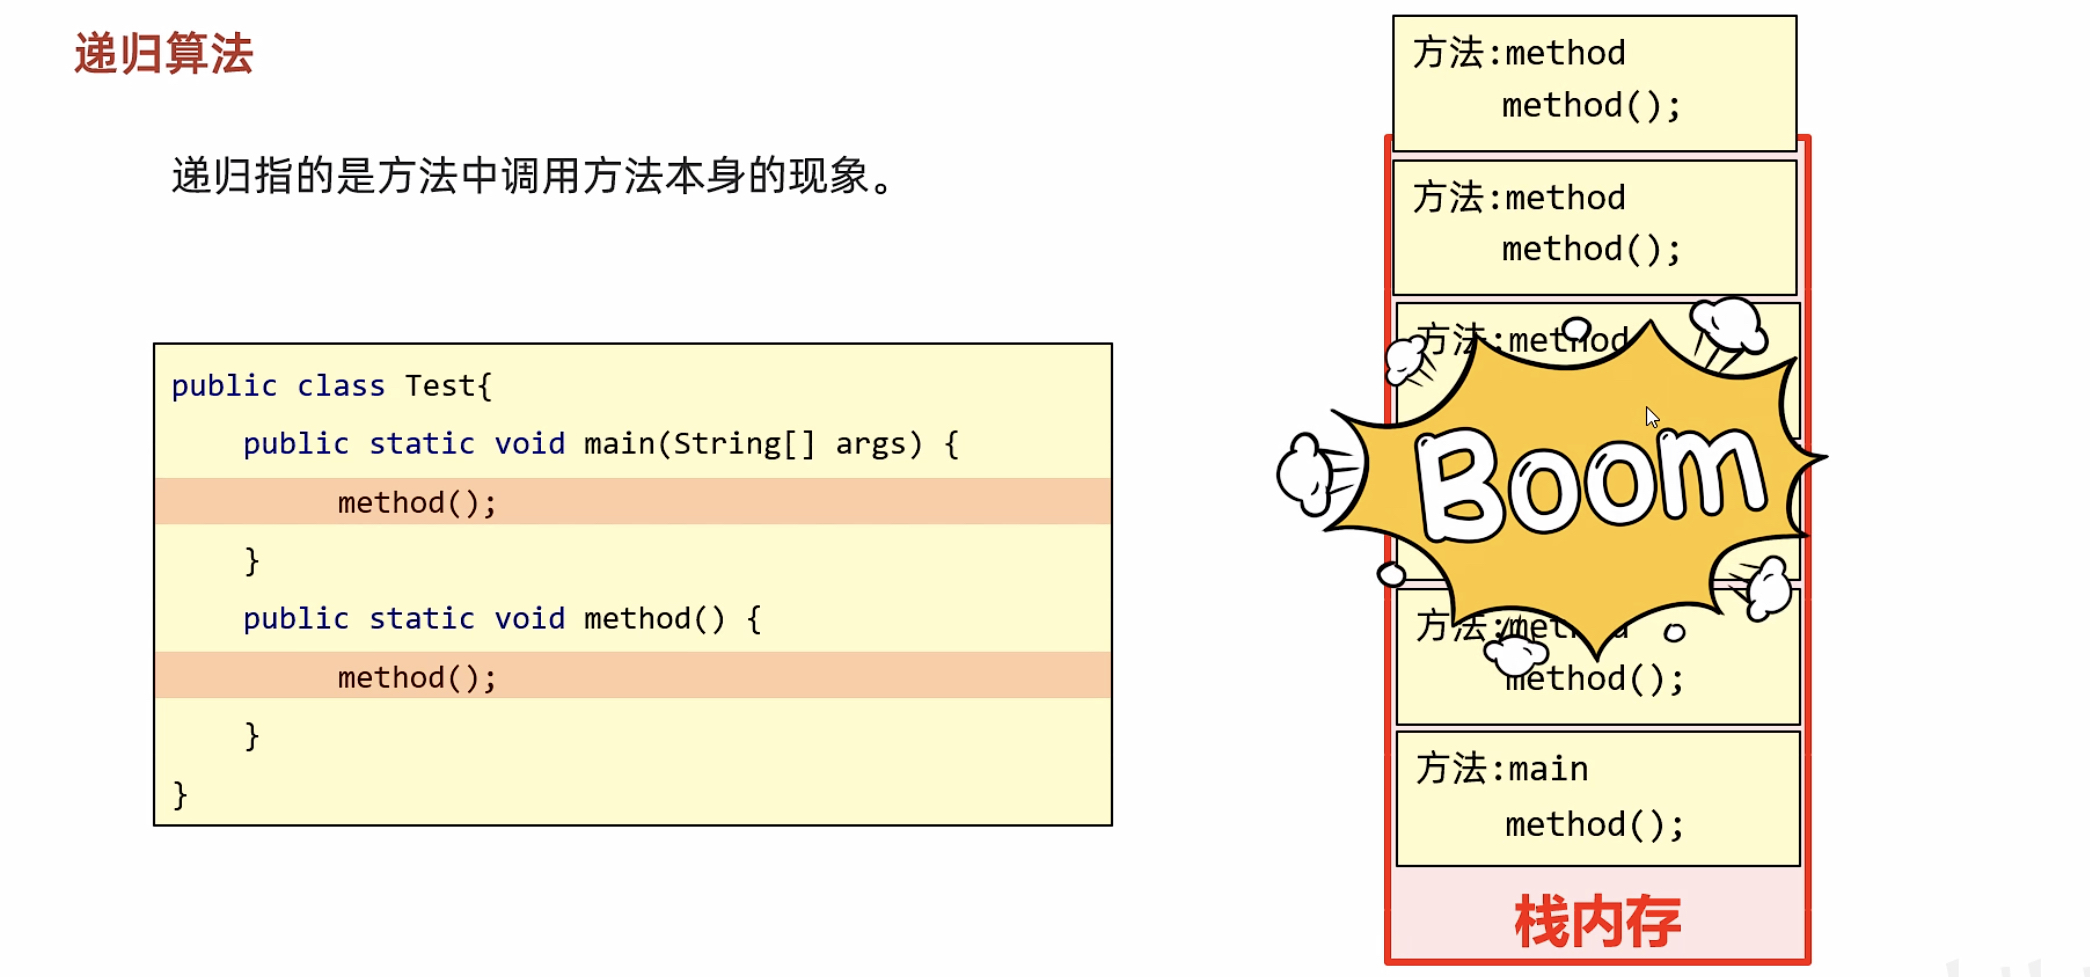 递归算法
递归指的是方法中调用方法本身的现象。
public class Test{
public static void main(String[] args) {
method();
}
public static void method() {
method();
}
}
方法:method
method();
方法:method
method();
方法:method
Boom
方法:method
method();
方法:main
method();
栈内存